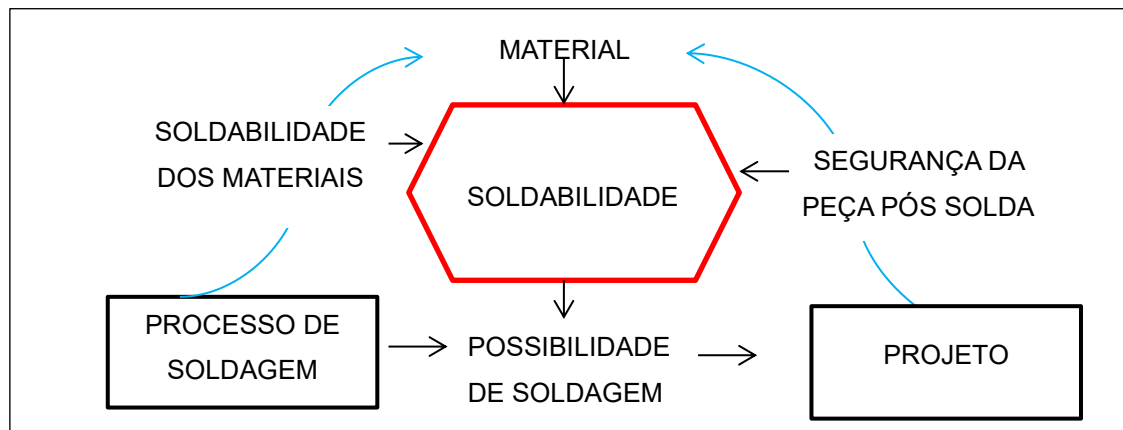 MATERIAL
SOLDABILIDADE
DOS MATERIAIS
SOLDABILIDADE
SEGURANÇA DA
PEÇA PÓS SOLDA
PROCESSO DE
SOLDAGEM
POSSIBILIDADE
DE SOLDAGEM
PROJETO